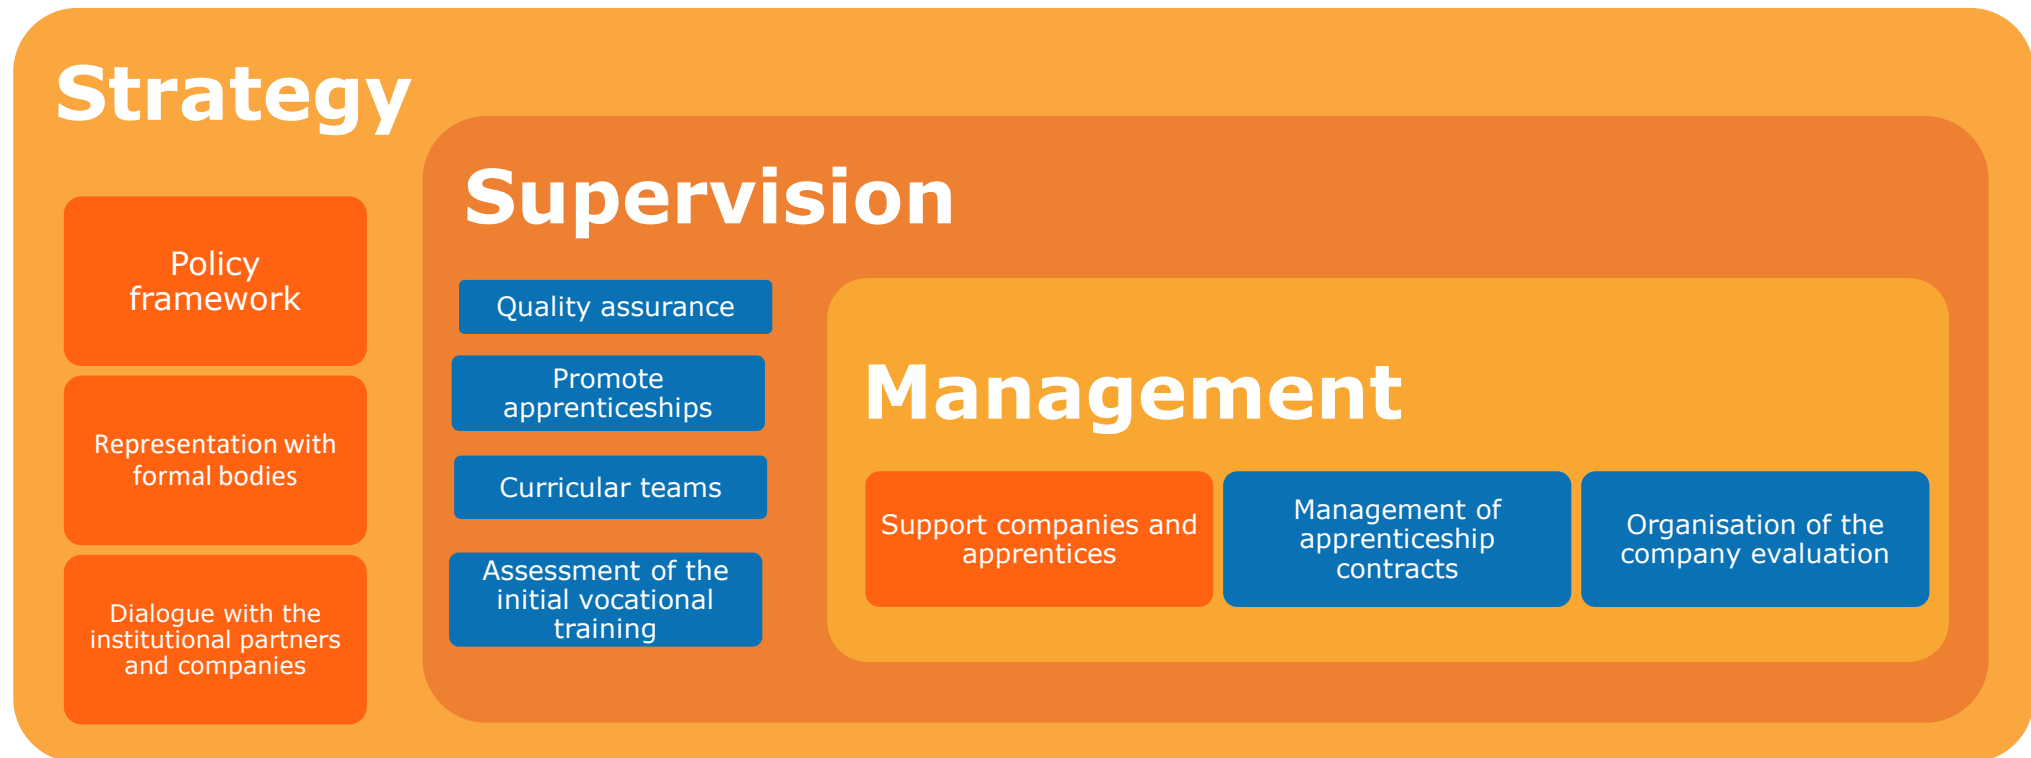 Strategy
Policy
framework
Representation with
formal bodies
Dialogue with the
institutional partners
and companies
Supervision
Quality assurance
Promote
apprenticeships
Curricular teams
Assessment of the
initial vocational
training
Management
Support companies and
apprentices
Management of
apprenticeship
contracts
Organisation of the
company evaluation